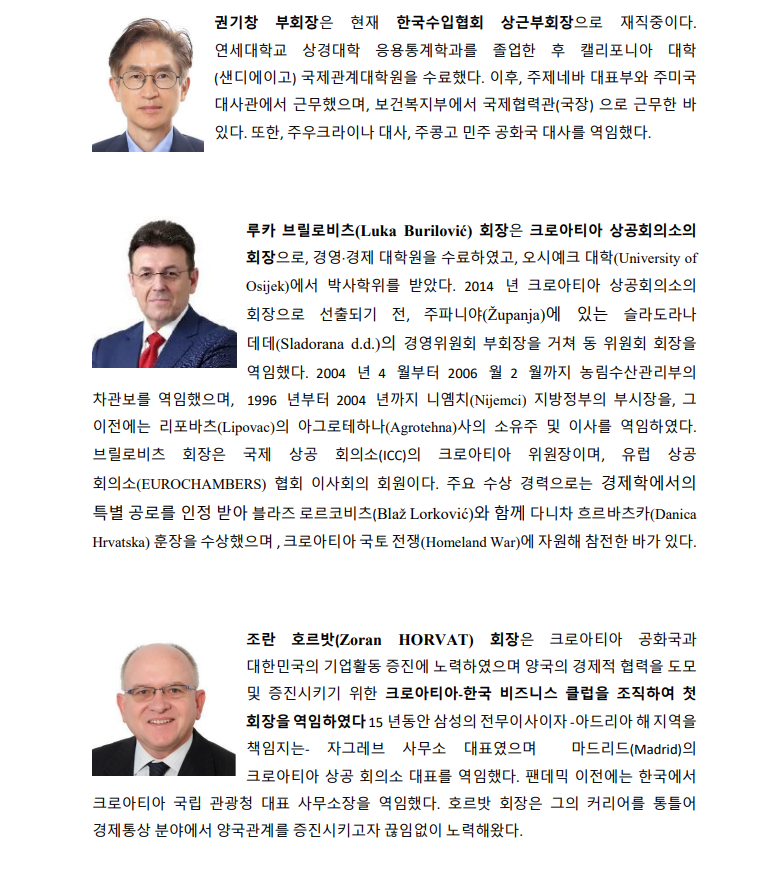 권기창 부회장은 현재 한국수입협회 상근부회장으로 재직중이다.
연세대학교 상경대학 응용통계학과를 졸업한 후 캘리포니아 대학
(샌디에이고) 국제관계대학원을 수료했다. 이후, 주제네바 대표부와 주미국
대사관에서 근무했으며, 보건복지부에서 국제협력관(국장) 으로 근무한 바
있다. 또한, 주우크라이나 대사, 주콩고 민주 공화국 대사를 역임했다.
루카 브릴로비츠(Luka Burilović) 회장은 크로아티아 상공회의소의
회장으로, 경영·경제 대학원을 수료하였고, 오시예크 대학(University of
Osijek)에서 박사학위를 받았다. 2014 년 크로아티아 상공회의소의
회장으로 선출되기 전, 주파니야(Županja)에 있는 슬라도라나
데데(Sladorana d.d.)의 경영위원회 부회장을 거쳐 동 위원회 회장을
역임했다. 2004 년 4 월부터 2006 월 2 월까지 농림수산관리부의
차관보를 역임했으며, 1996 년부터 2004 년까지 니옘치(Nijemci) 지방정부의 부시장을, 그
이전에는 리포바츠(Lipovac)의 아그로테하나(Agrotehna)사의 소유주 및 이사를 역임하였다.
브릴로비츠 회장은 국제 상공 회의소(ICC)의 크로아티아 위원장이며, 유럽 상공
회의소(EUROCHAMBERS) 협회 이사회의 회원이다. 주요 수상 경력으로는 경제학에서의
특별 공로를 인정 받아 블라즈 로르코비츠(Blaž Lorković)와 함께 다니차 흐르바츠카(Danica
Hrvatska) 훈장을 수상했으며 , 크로아티아 국토 전쟁(Homeland War)에 자원해 참전한 바가 있다.
조란 호르밧(Zoran HORVAT) 회장은 크로아티아 공화국과
대한민국의 기업활동 증진에 노력하였으며 양국의 경제적 협력을 도모
및 증진시키기 위한 크로아티아-한국 비즈니스 클럽을 조직하여 첫
회장을 역임하였다 15 년동안 삼성의 전무이사이자 -아드리아 해 지역을
책임지는- 자그레브 사무소 대표였으며 마드리드(Madrid)의
크로아티아 상공 회의소 대표를 역임했다. 팬데믹 이전에는 한국에서
크로아티아 국립 관광청 대표 사무소장을 역임했다. 호르밧 회장은 그의 커리어를 통틀어
경제통상 분야에서 양국관계를 증진시키고자 끊임없이 노력해왔다.